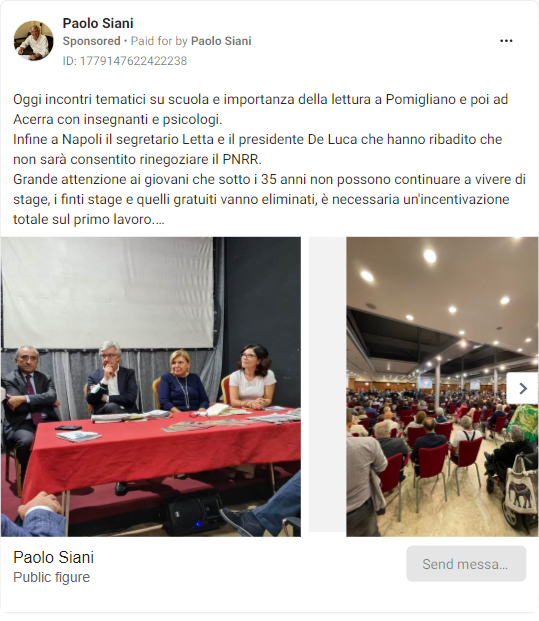 Paolo Siani
Sponsored • Paid for by Paolo Siani
ID: 1779147622422238
Oggi incontri tematici su scuola e importanza della lettura a Pomigliano e poi ad
Acerra con insegnanti e psicologi.
Infine a Napoli il segretario Letta e il presidente De Luca che hanno ribadito che
non sarà consentito rinegoziare il PNRR.
Grande attenzione ai giovani che sotto i 35 anni non possono continuare a vivere di
stage, i finti stage e quelli gratuiti vanno eliminati, è necessaria un'incentivazione
totale sul primo lavoro....
Paolo Siani
Public figure
Send messa...